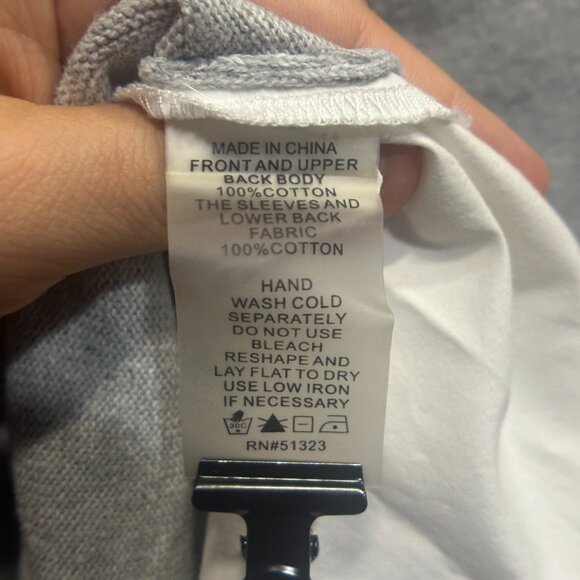 MADE IN CHINA
FRONT AND UPPER
BACK BODY
100%COTTON
THE SLEEVES AND
LOWER BACK
FABRIC
100%COTTON
HAND
WASH COLD
SEPARATELY
DO NOT USE
BLEACH
RESHAPE AND
LAY FLAT TO DRY
USE LOW IRON
IF NECESSARY
30C
RN#51323